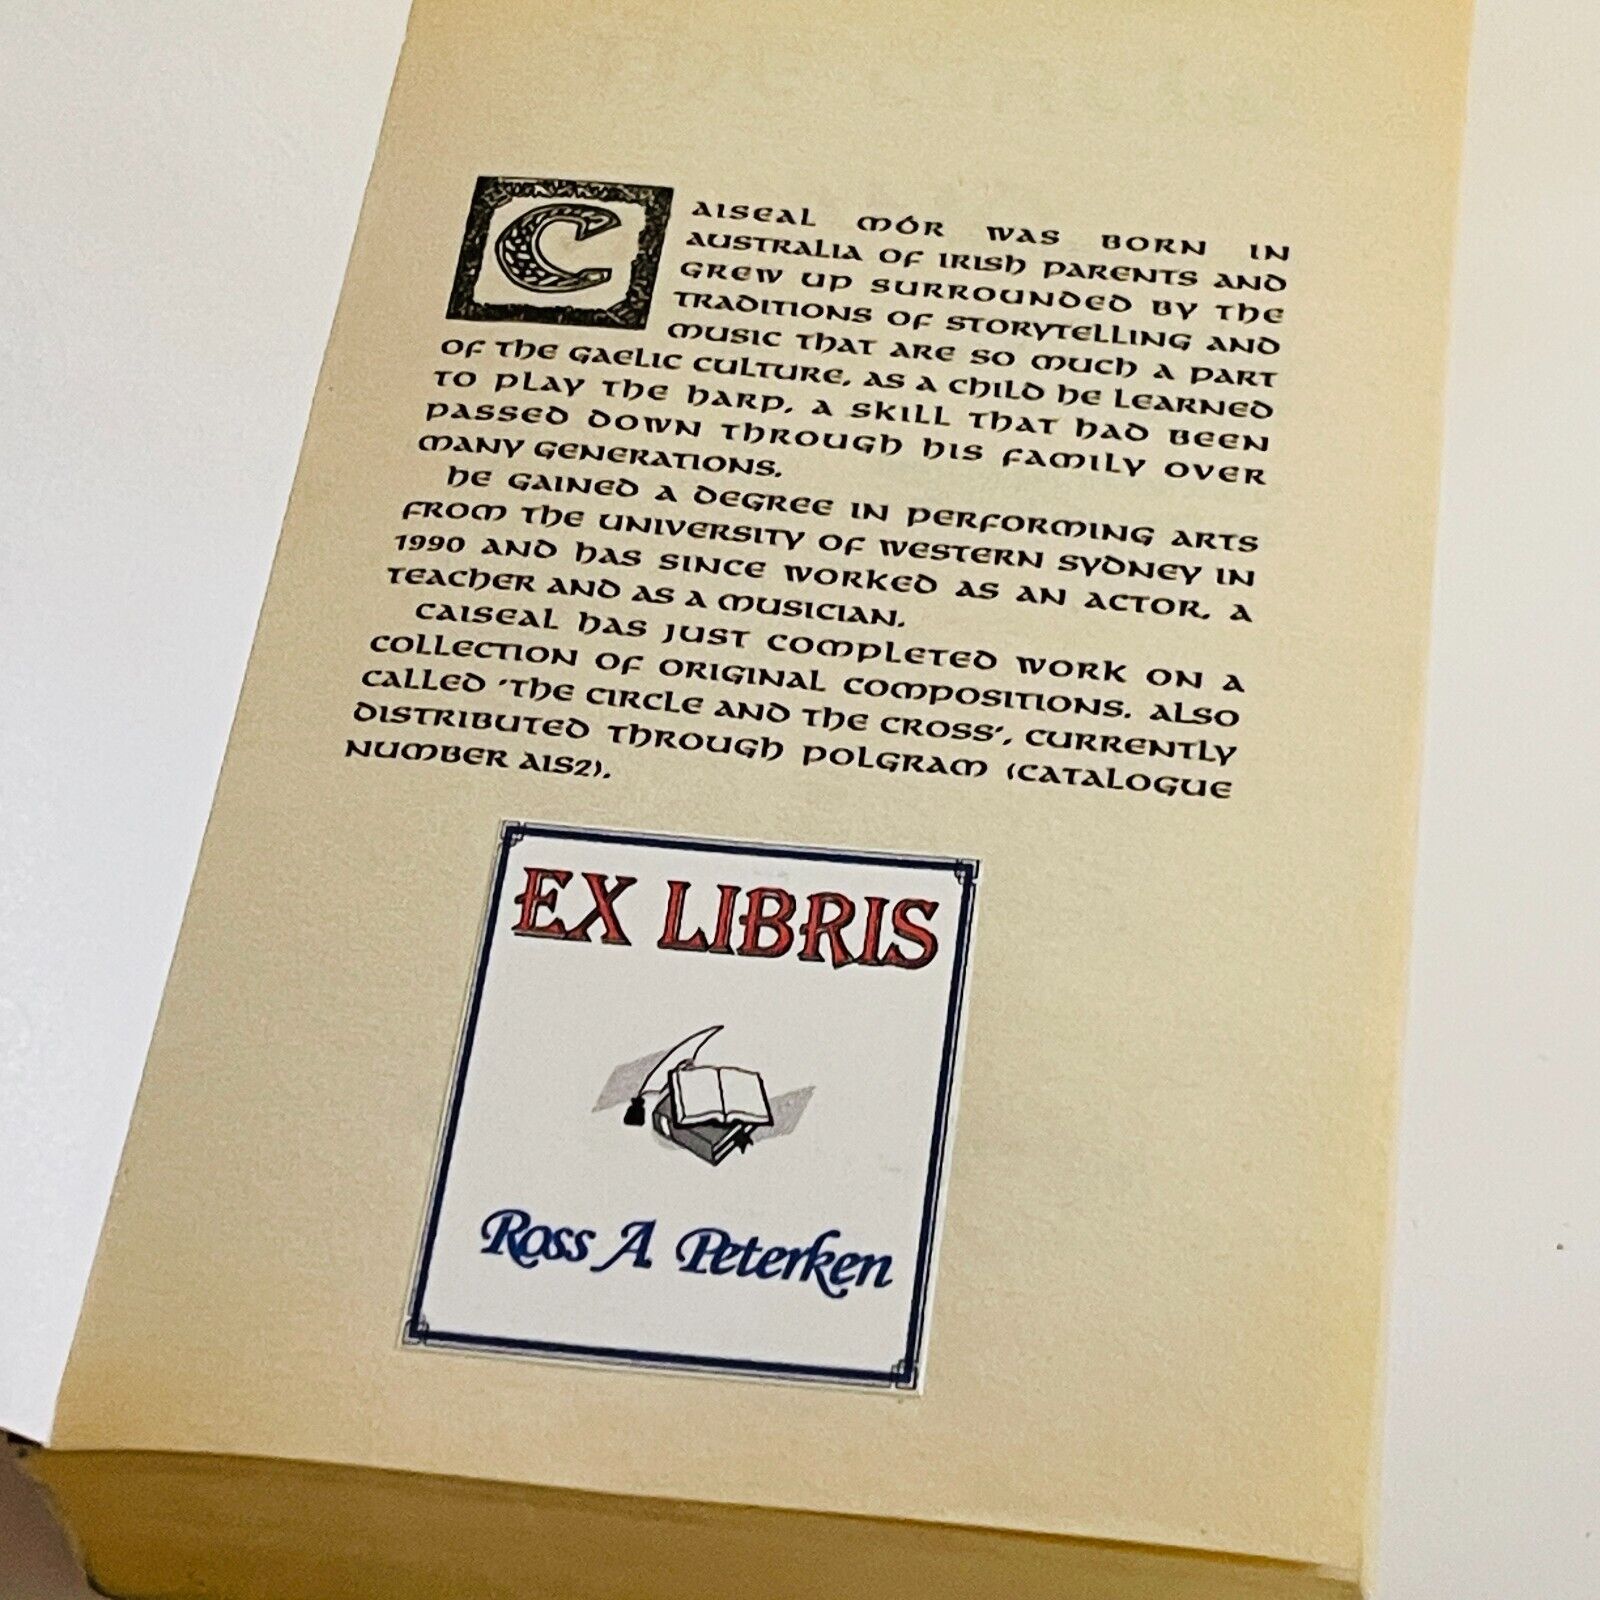 CAISEAL MÓR WAS BORN IN
AUSTRALIA OF IRISH PARENTS AND
GREW UP SURROUNDED BY THE
TRADITIONS OF STORYTELLING AND
MUSIC THAT ARE SO MUCH A PART
OF THE GAELIC CULTURE. AS A CHILD HE LEARNED
TO PLAY THE HARP, A SKILL THAT HAD BEEN
PASSED DOWN THROUGH HIS FAMILY OVER
MANY GENERATIONS.
HE GAINED A DEGREE IN PERFORMING ARTS
FROM THE UNIVERSITY OF WESTERN SYDNEY IN
1990 AND HAS SINCE WORKED AS AN ACTOR, A
TEACHER AND AS A MUSICIAN.
CAISEAL HAS JUST COMPLETED WORK ON A
COLLECTION OF ORIGINAL COMPOSITIONS, ALSO
CALLED 'THE CIRCLE AND THE CROSS', CURRENTLY
DISTRIBUTED THROUGH POLGRAM (CATALOGUE
NUMBER AIS2).
EX LIBRIS
Ross A Peterken